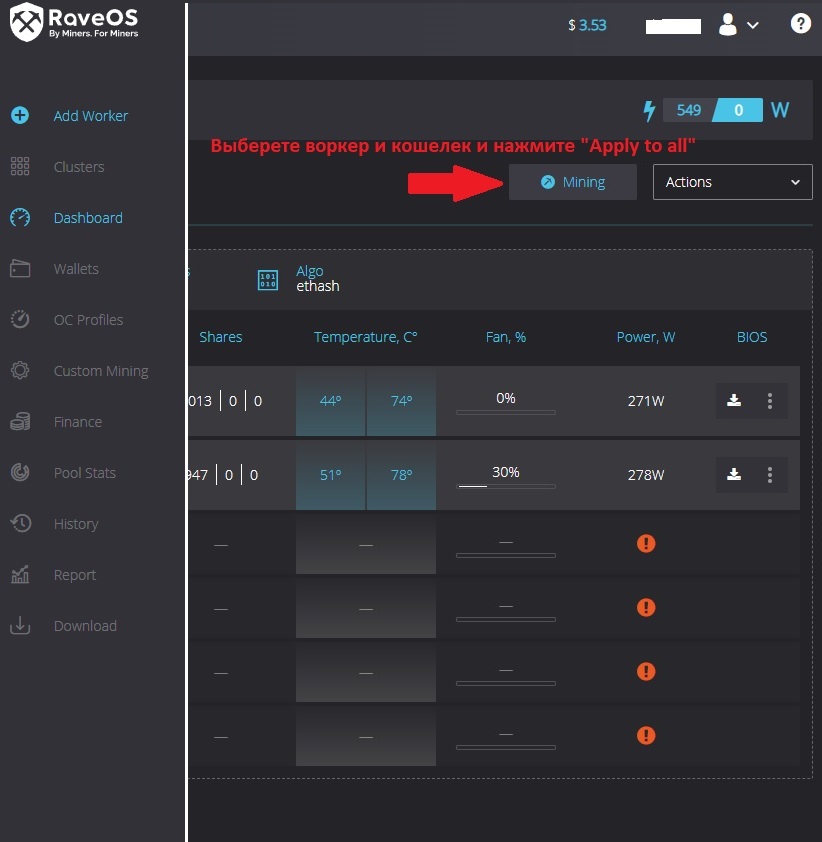 RaveOS
By Miners. For Miners
$ 3.53
?
Add Worker
Clusters
Dashboard
Wallets
OC Profiles
Custom Mining
Finance
Pool Stats
History
Report
Download
549 0 W
Выберете воркер и кошелек и нажмите "Apply to all"
Mining
Actions
s
101
010
Algo
ethash
Shares Temperature, C° Fan, % Power, W BIOS
013 | 0 | 0 44° 74° 0% 271W
947 | 0 | 0 51° 78° 30% 278W
— — — !
— — — !
— — — !
— — — !